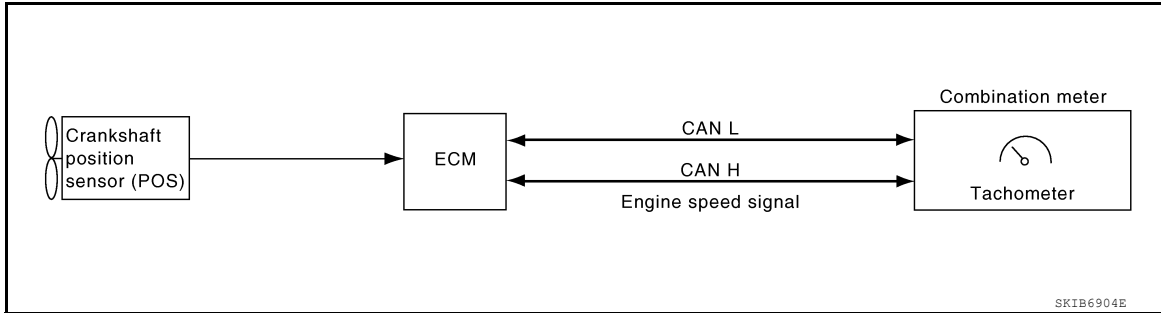 Combination meter
Crankshaft
position
sensor (POS)
ECM
CAN L
CAN H
Engine speed signal
Tachometer
SKIB6904E